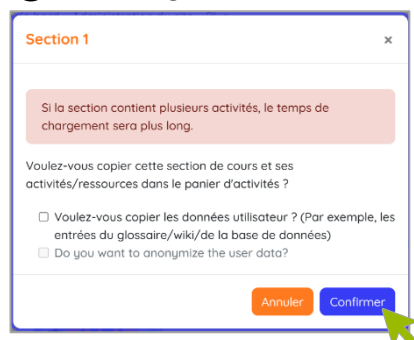 Section 1 ×
Si la section contient plusieurs activités, le temps de
chargement sera plus long.
Voulez-vous copier cette section de cours et ses
activités/ressources dans le panier d'activités ?
Voulez-vous copier les données utilisateur ? (Par exemple, les
entrées du glossaire/wiki/de la base de données)
Do you want to anonymize the user data?
Annuler Confirmer